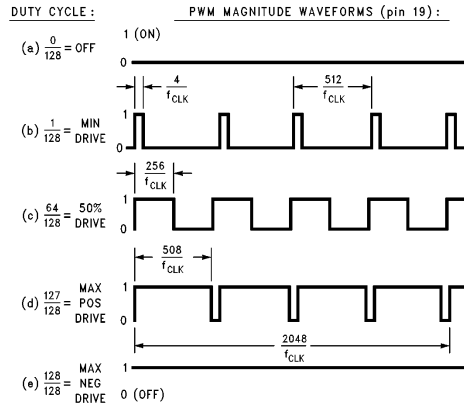 DUTY CYCLE:
PWM MAGNITUDE WAVEFORMS (pin 19):
(a) 0/128 = OFF
1 (ON)
0
4/fCLK
512/fCLK
(b) 1/128 = MIN DRIVE
1
0
256/fCLK
(c) 64/128 = 50% DRIVE
1
0
508/fCLK
(d) 127/128 = MAX POS DRIVE
1
0
2048/fCLK
(e) 128/128 = MAX NEG DRIVE
1
0 (OFF)